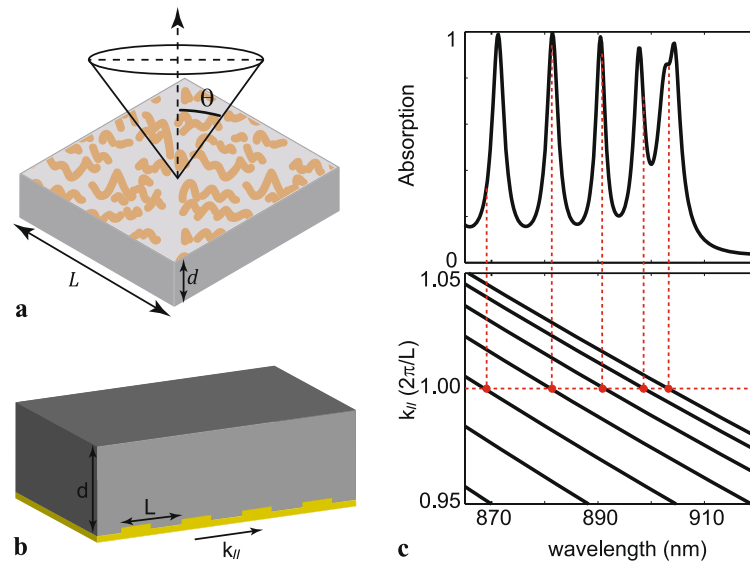 θ
L
d
a
d
L
k//
b
1
Absorption
0
1.05
k// (2π/L)
1.00
0.95
870 890 910
c wavelength (nm)